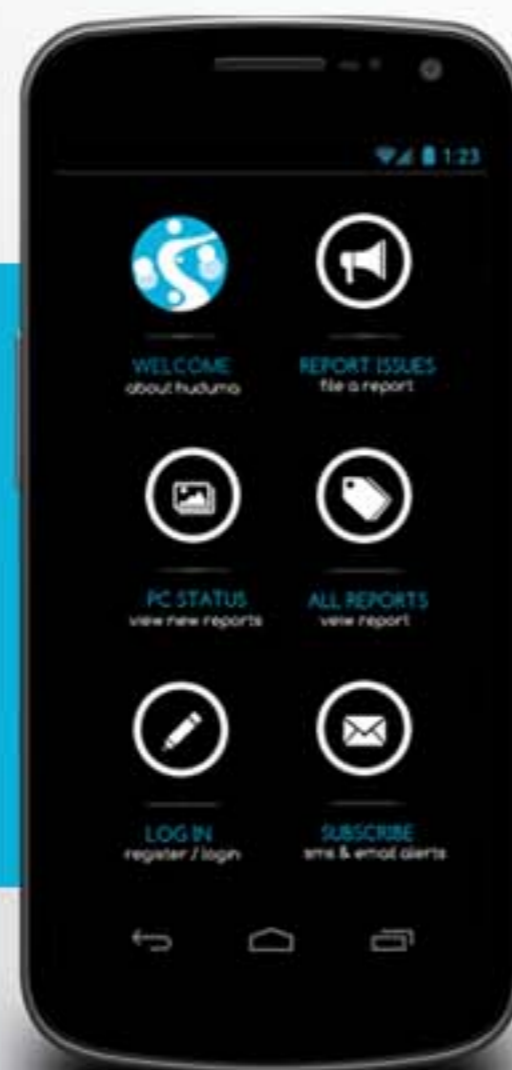 1:23
WELCOME
about huduma
REPORT ISSUES
file a report
PC STATUS
view new reports
ALL REPORTS
veiw report
LOG IN
register / login
SUBSCRIBE
sms & email alerts